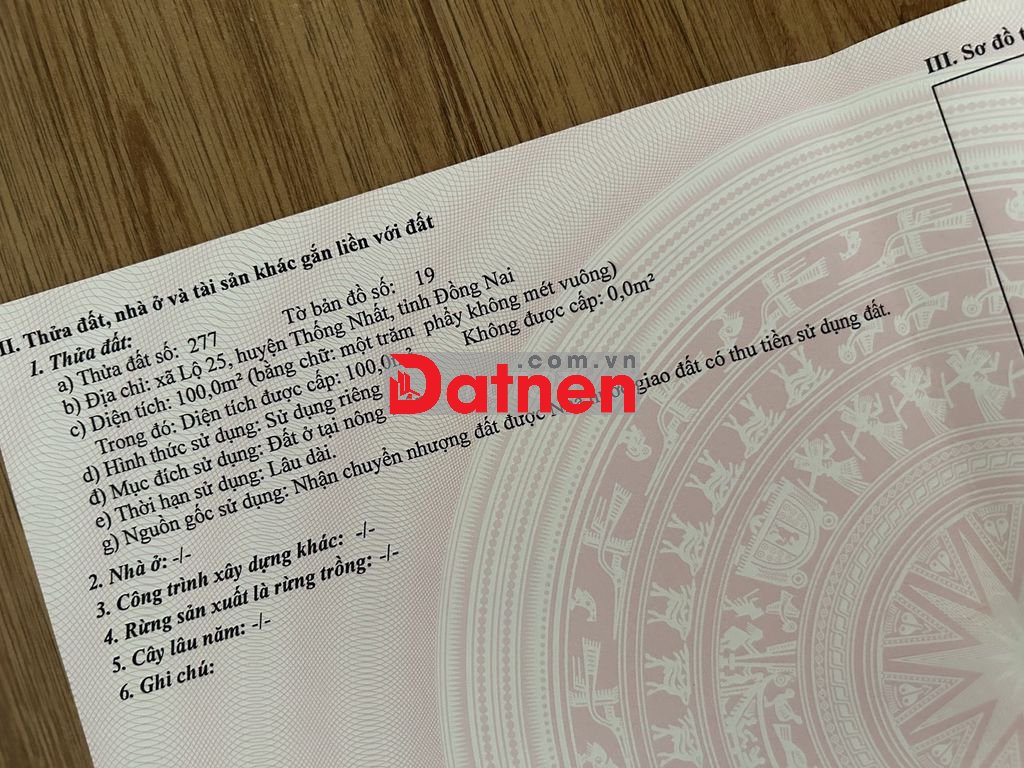 II. Thửa đất, nhà ở và tài sản khác gắn liền với đất
III. Sơ đồ t
1. Thửa đất:
a) Thửa đất số: 277 Tờ bản đồ số: 19
b) Địa chỉ: xã Lộ 25, huyện Thống Nhất, tỉnh Đồng Nai
c) Diện tích: 100,0m² (bằng chữ: một trăm phẩy không mét vuông)
Trong đó: Diện tích được cấp: 100,0m² Không được cấp: 0,0m²
d) Hình thức sử dụng: Sử dụng riêng
đ) Mục đích sử dụng: Đất ở tại nông
e) Thời hạn sử dụng: Lâu dài.
g) Nguồn gốc sử dụng: Nhận chuyển nhượng đất được Nhà nước giao đất có thu tiền sử dụng đất.
2. Nhà ở: -/-
3. Công trình xây dựng khác: -/-
4. Rừng sản xuất là rừng trồng: -/-
5. Cây lâu năm: -/-
6. Ghi chú:
.com.vn
Datnen